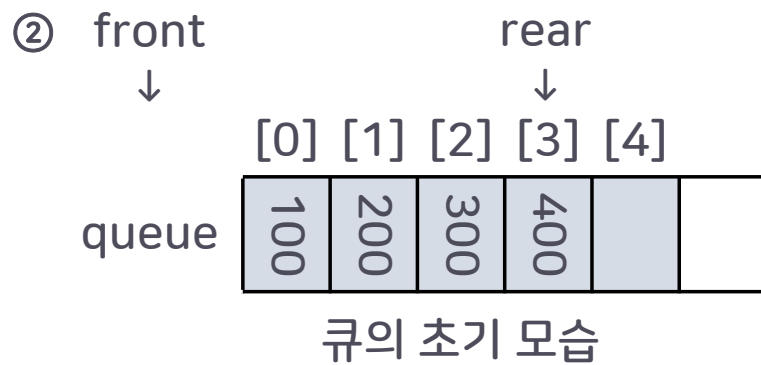 ② front rear
↓ ↓
[0] [1] [2] [3] [4]
queue 100 200 300 400
큐의 초기 모습